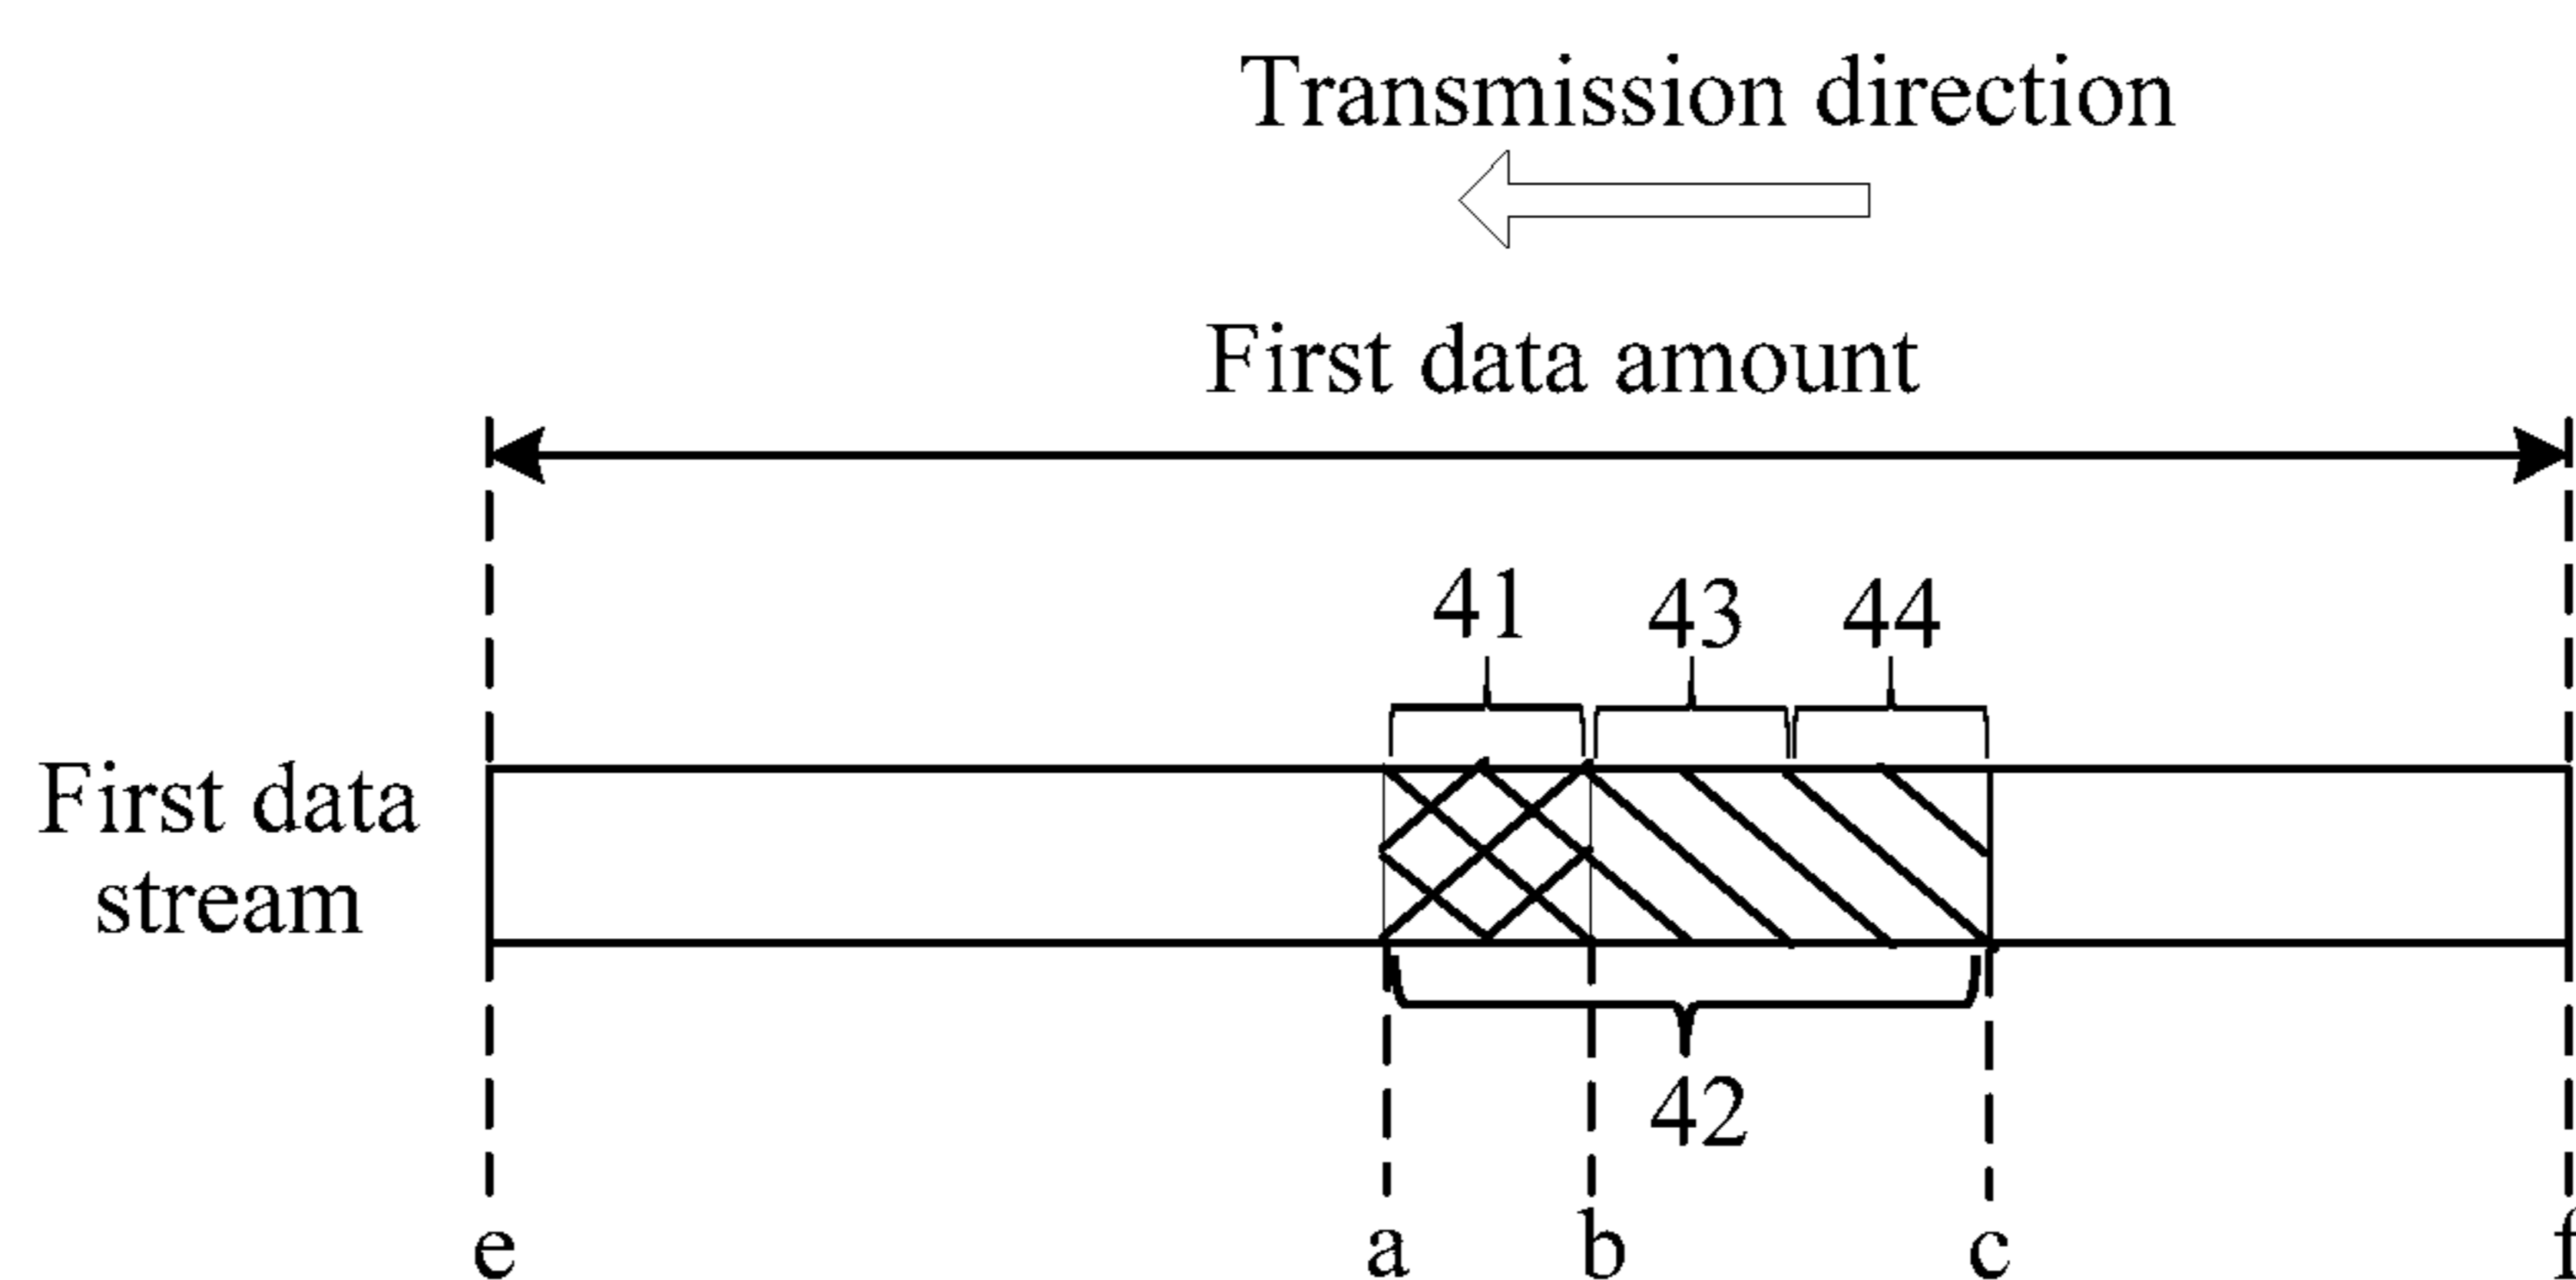 Transmission direction
First data amount
41
43
44
First data
stream
42
e
a
b
c
f